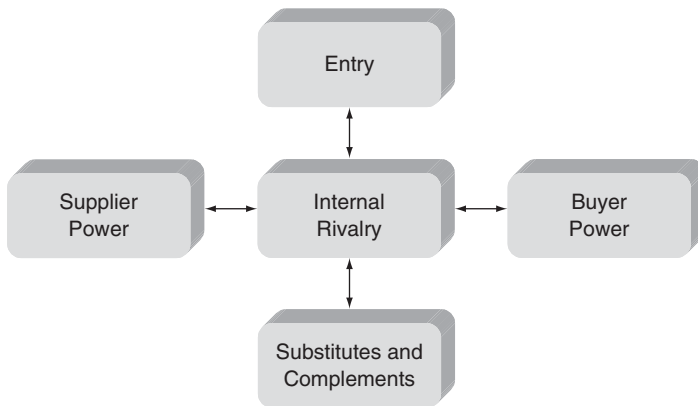 Entry
Supplier
Power
Internal
Rivalry
Buyer
Power
Substitutes and
Complements